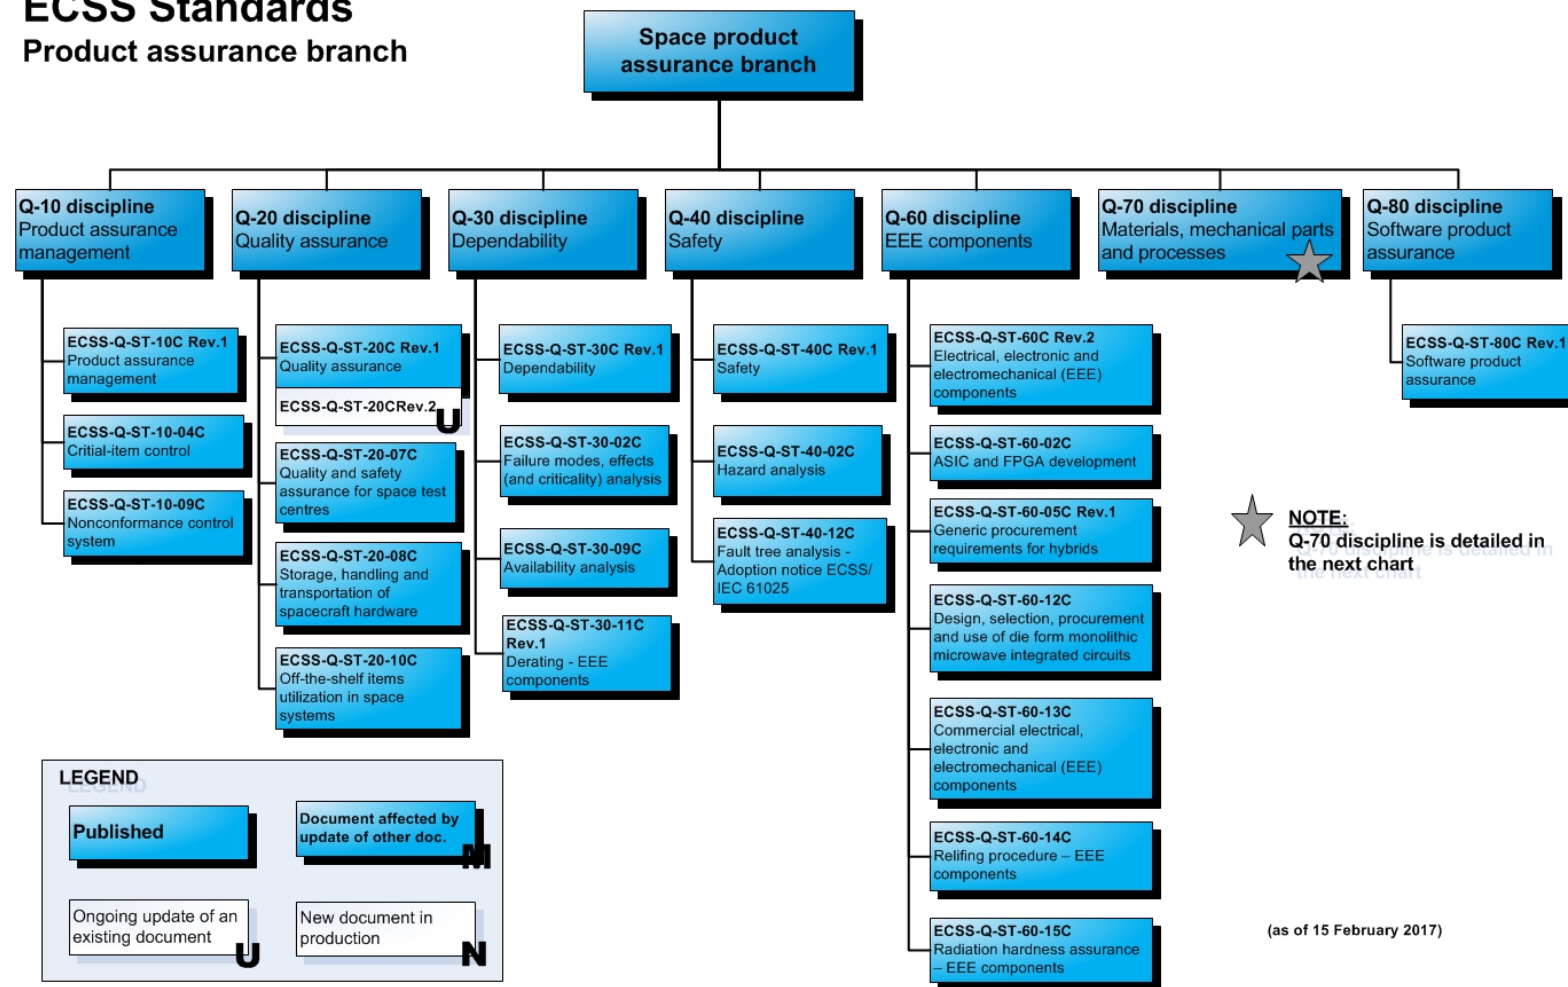 ECSS Standards
Product assurance branch
Space product
assurance branch
Q-10 discipline
Product assurance
management
Q-20 discipline
Quality assurance
Q-30 discipline
Dependability
Q-40 discipline
Safety
Q-60 discipline
EEE components
Q-70 discipline
Materials, mechanical parts
and processes
Q-80 discipline
Software product
assurance
ECSS-Q-ST-10C Rev.1
Product assurance
management
ECSS-Q-ST-10-04C
Critial-item control
ECSS-Q-ST-10-09C
Nonconformance control
system
ECSS-Q-ST-20C Rev.1
Quality assurance
ECSS-Q-ST-20CRev.2
U
ECSS-Q-ST-20-07C
Quality and safety
assurance for space test
centres
ECSS-Q-ST-20-08C
Storage, handling and
transportation of
spacecraft hardware
ECSS-Q-ST-20-10C
Off-the-shelf items
utilization in space
systems
ECSS-Q-ST-30C Rev.1
Dependability
ECSS-Q-ST-30-02C
Failure modes, effects
(and criticality) analysis
ECSS-Q-ST-30-09C
Availability analysis
ECSS-Q-ST-30-11C
Rev.1
Derating - EEE
components
ECSS-Q-ST-40C Rev.1
Safety
ECSS-Q-ST-40-02C
Hazard analysis
ECSS-Q-ST-40-12C
Fault tree analysis -
Adoption notice ECSS/
IEC 61025
ECSS-Q-ST-60C Rev.2
Electrical, electronic and
electromechanical (EEE)
components
ECSS-Q-ST-60-02C
ASIC and FPGA development
ECSS-Q-ST-60-05C Rev.1
Generic procurement
requirements for hybrids
ECSS-Q-ST-60-12C
Design, selection, procurement
and use of die form monolithic
microwave integrated circuits
ECSS-Q-ST-60-13C
Commercial electrical,
electronic and
electromechanical (EEE)
components
ECSS-Q-ST-60-14C
Relifing procedure – EEE
components
ECSS-Q-ST-60-15C
Radiation hardness assurance
– EEE components
ECSS-Q-ST-80C Rev.1
Software product
assurance
NOTE:
Q-70 discipline is detailed in
the next chart
LEGEND
Published
Document affected by
update of other doc.
M
Ongoing update of an
existing document
U
New document in
production
N
(as of 15 February 2017)